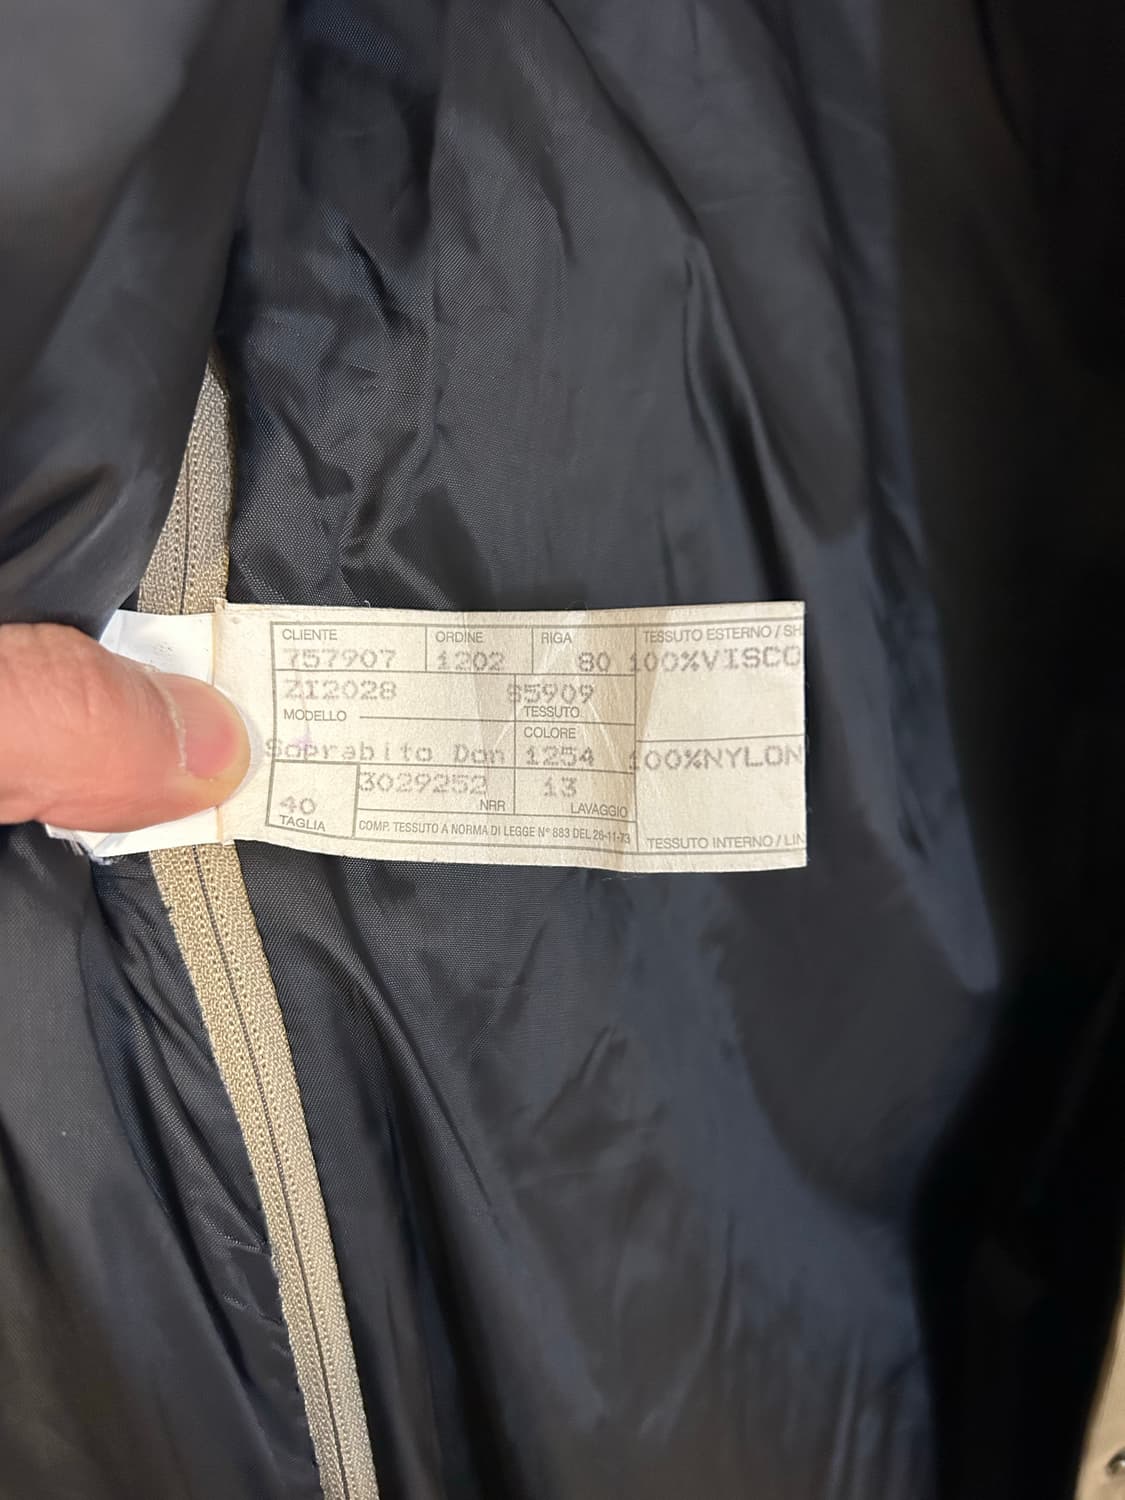 CLIENTE ORDINE RIGA TESSUTO ESTERNO / SH
757907 1202 80 100%VISCO
ZI2028 S5909
MODELLO TESSUTO
COLORE
Soprabito Don 1254 100%NYLON
3029252 13
40 NRR LAVAGGIO
TAGLIA COMP. TESSUTO A NORMA DI LEGGE N° 883 DEL 26-11-73 TESSUTO INTERNO / LIN